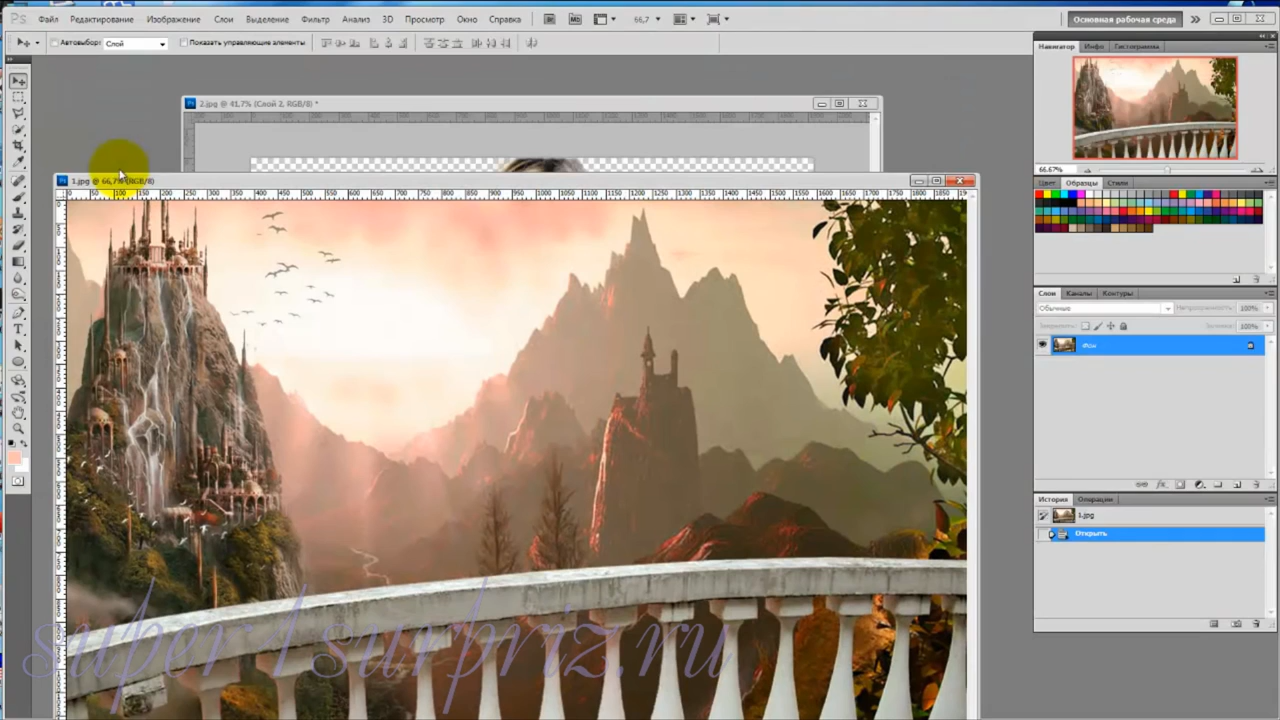 Ps Файл Редактирование Изображение Слои Выделение Фильтр Анализ 3D Просмотр Окно Справка Mb 66,7 Основная рабочая среда
Автовыбор: Слой Показать управляющие элементы
Навигатор Инфо Гистограмма
2.jpg @ 41,7% (Слой 2, RGB/8) *
66.67%
1.jpg @ 66,7% (RGB/8)
Цвет Образцы Стили
Слои Каналы Контуры
Обычные Непрозрачность: 100%
Закрепить: Заливка: 100%
Фон
История Операции
1.jpg
Открыть
super1surpriz.ru